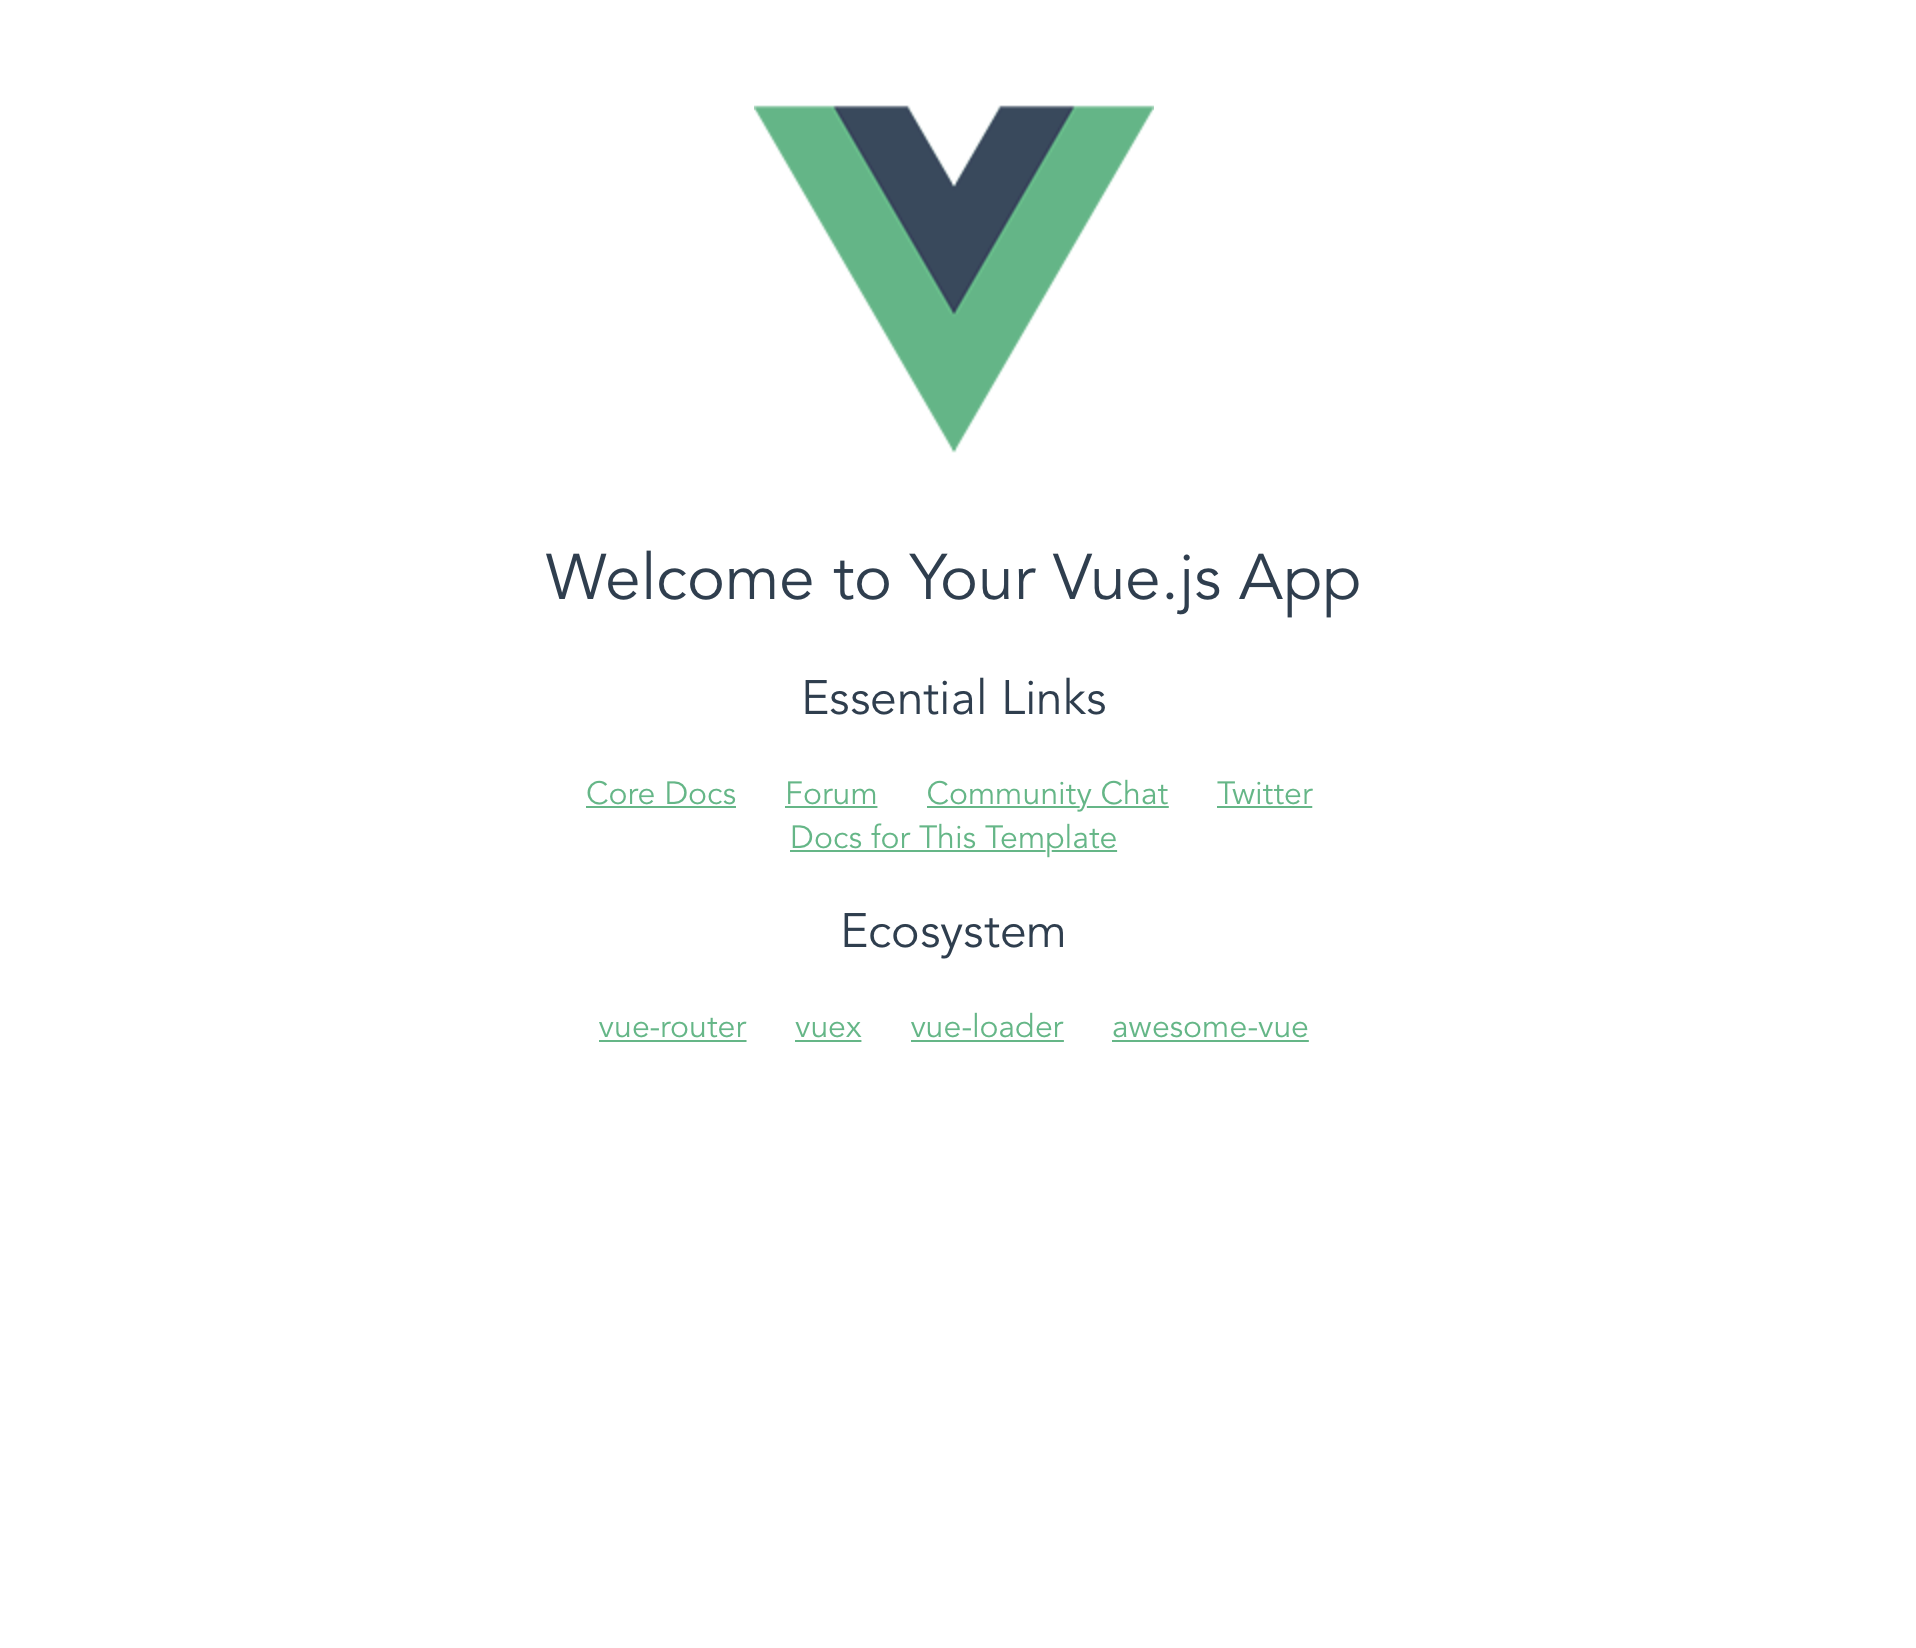 Welcome to Your Vue.js App
Essential Links
Core Docs Forum Community Chat Twitter
Docs for This Template
Ecosystem
vue-router vuex vue-loader awesome-vue